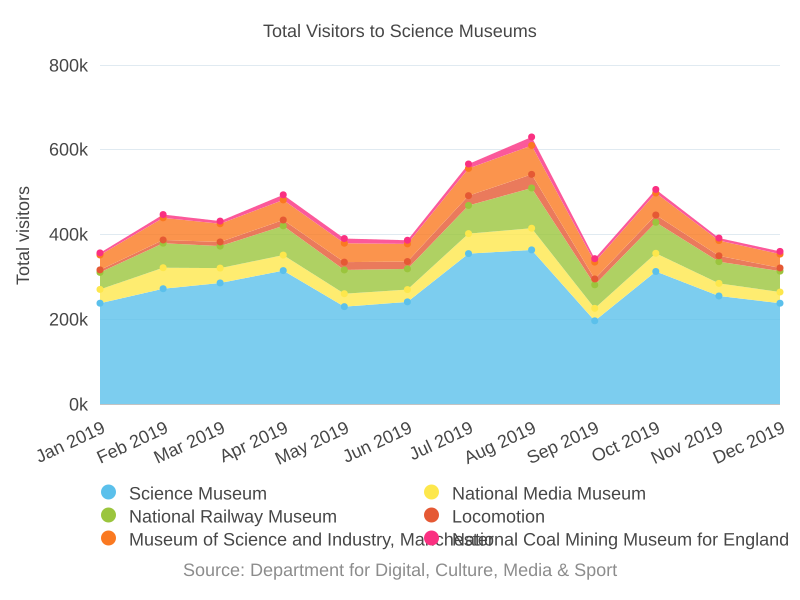 Total Visitors to Science Museums
800k
600k
400k
200k
0k
Total visitors
Jan 2019
Feb 2019
Mar 2019
Apr 2019
May 2019
Jun 2019
Jul 2019
Aug 2019
Sep 2019
Oct 2019
Nov 2019
Dec 2019
Science Museum
National Media Museum
National Railway Museum
Locomotion
Museum of Science and Industry, Manchester
National Coal Mining Museum for England
Source: Department for Digital, Culture, Media & Sport